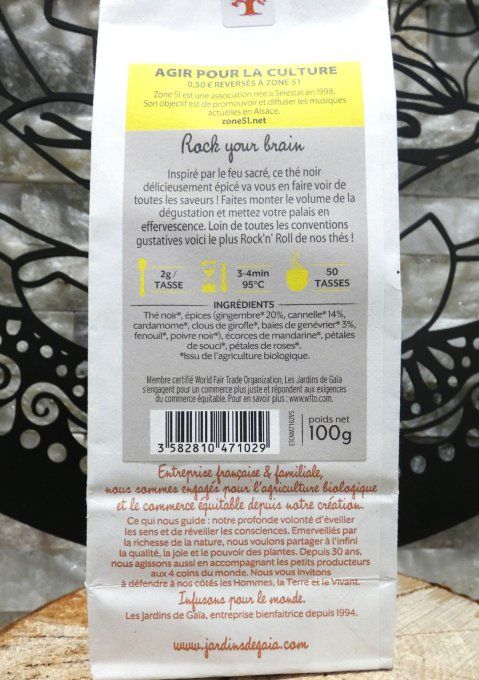 AGIR POUR LA CULTURE
0,50 € REVERSÉS À ZONE 51
Zone 51 est une association née à Sélestat en 1998.
Son objectif est de promouvoir et diffuser les musiques
actuelles en Alsace.
zone51.net
Rock your brain
Inspiré par le feu sacré, ce thé noir
délicieusement épicé va vous en faire voir de
toutes les saveurs ! Faites monter le volume de la
dégustation et mettez votre palais en
effervescence. Loin de toutes les conventions
gustatives voici le plus Rock'n' Roll de nos thés !
2g / TASSE
3-4min 95°C
50 TASSES
INGRÉDIENTS
Thé noir*, épices (gingembre* 20%, cannelle* 14%,
cardamome*, clous de girofle*, baies de genévrier* 3%,
fenouil*, poivre noir*), écorces de mandarine*, pétales
de souci*, pétales de roses*.
*Issu de l'agriculture biologique.
Membre certifié World Fair Trade Organization, Les Jardins de Gaïa
s'engagent pour un commerce plus juste et répondent aux exigences
du commerce équitable. Pour en savoir plus : www.wfto.com.
3 582810 471029
poids net
100g
Entreprise française & familiale,
nous sommes engagés pour l'agriculture biologique
et le commerce équitable depuis notre création.
Ce qui nous guide : notre profonde volonté d'éveiller
les sens et de réveiller les consciences. Émerveillés par
la richesse de la nature, nous voulons partager à l'infini
la qualité, la joie et le pouvoir des plantes. Depuis 30 ans,
nous agissons aussi en accompagnant les petits producteurs
aux 4 coins du monde. Nous vous invitons
à défendre à nos côtés les Hommes, la Terre et le Vivant.
Infusons pour le monde.
Les Jardins de Gaïa, entreprise bienfaitrice depuis 1994.
www.jardinsdegaia.com